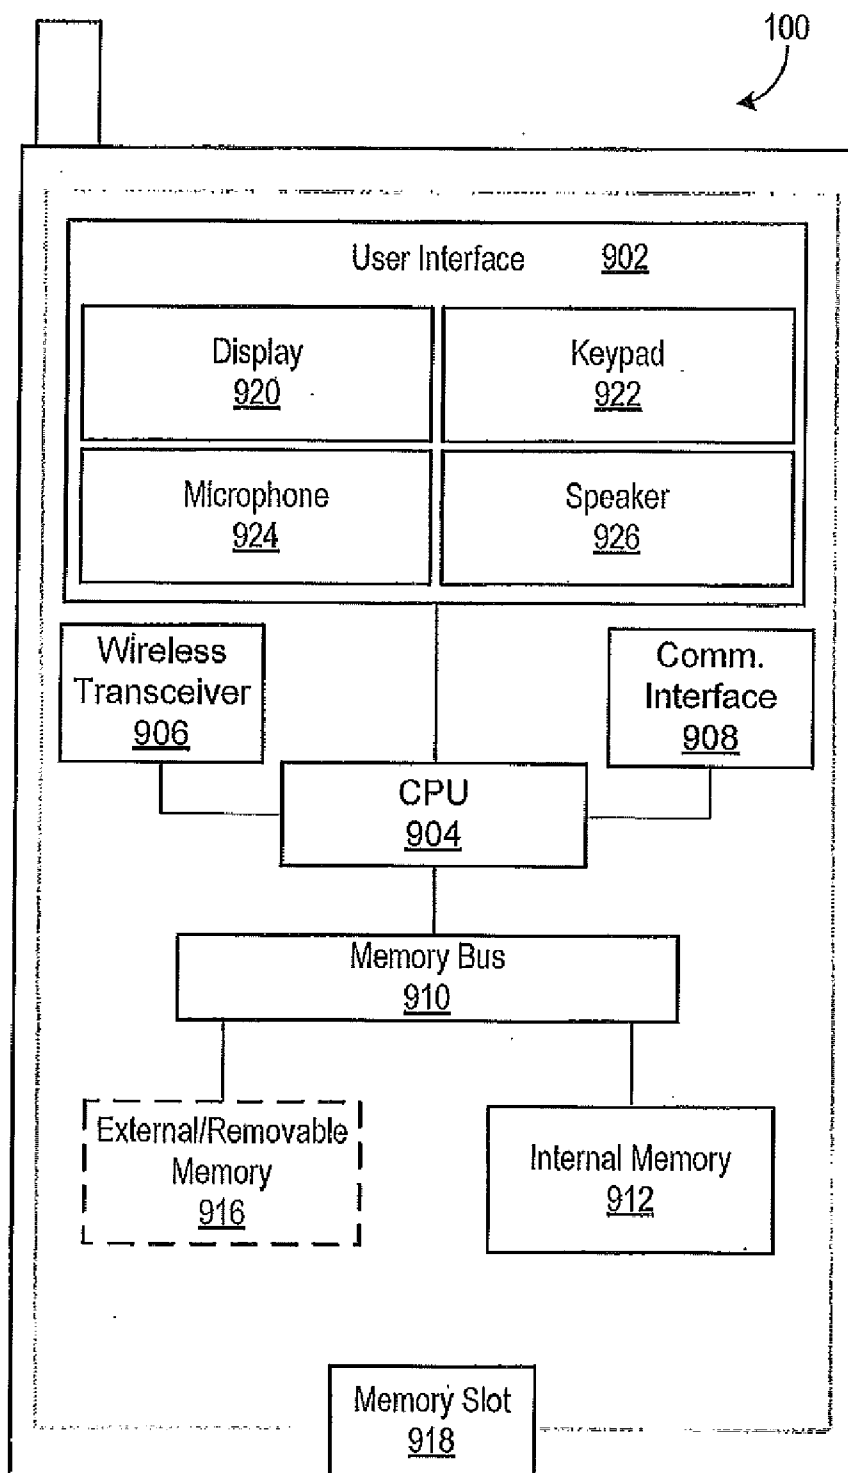 100
User Interface 902
Display
920
Keypad
922
Microphone
924
Speaker
926
Wireless
Transceiver
906
Comm.
Interface
908
CPU
904
Memory Bus
910
External/Removable
Memory
916
Internal Memory
912
Memory Slot
918